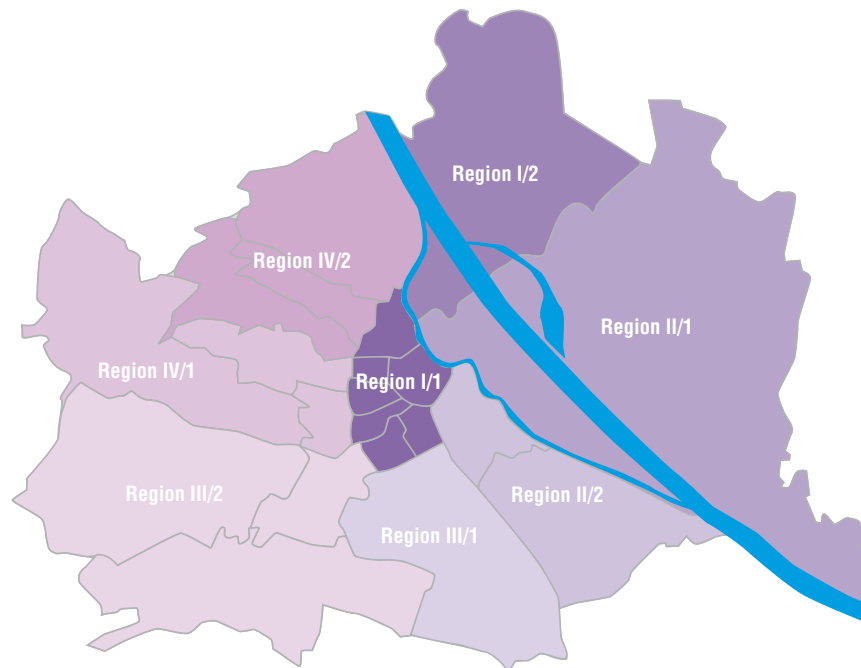 Region I/2
Region IV/2
Region II/1
Region IV/1
Region I/1
Region III/2
Region II/2
Region III/1